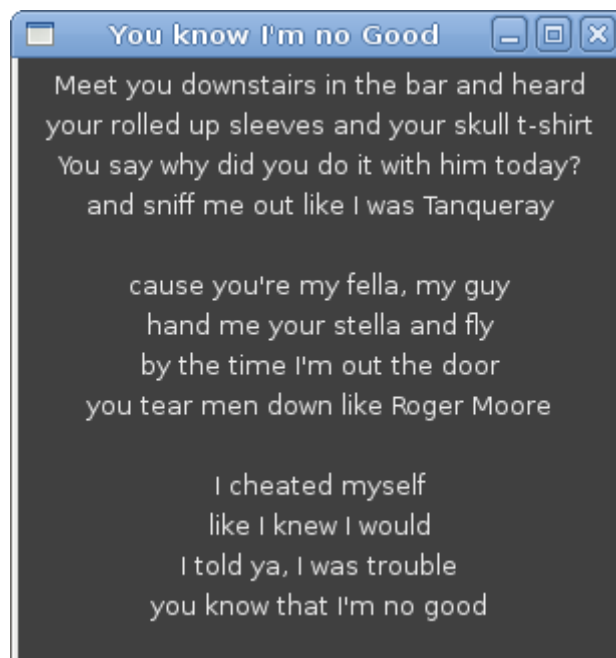 You know I'm no Good
Meet you downstairs in the bar and heard
your rolled up sleeves and your skull t-shirt
You say why did you do it with him today?
and sniff me out like I was Tanqueray
cause you're my fella, my guy
hand me your stella and fly
by the time I'm out the door
you tear men down like Roger Moore
I cheated myself
like I knew I would
I told ya, I was trouble
you know that I'm no good